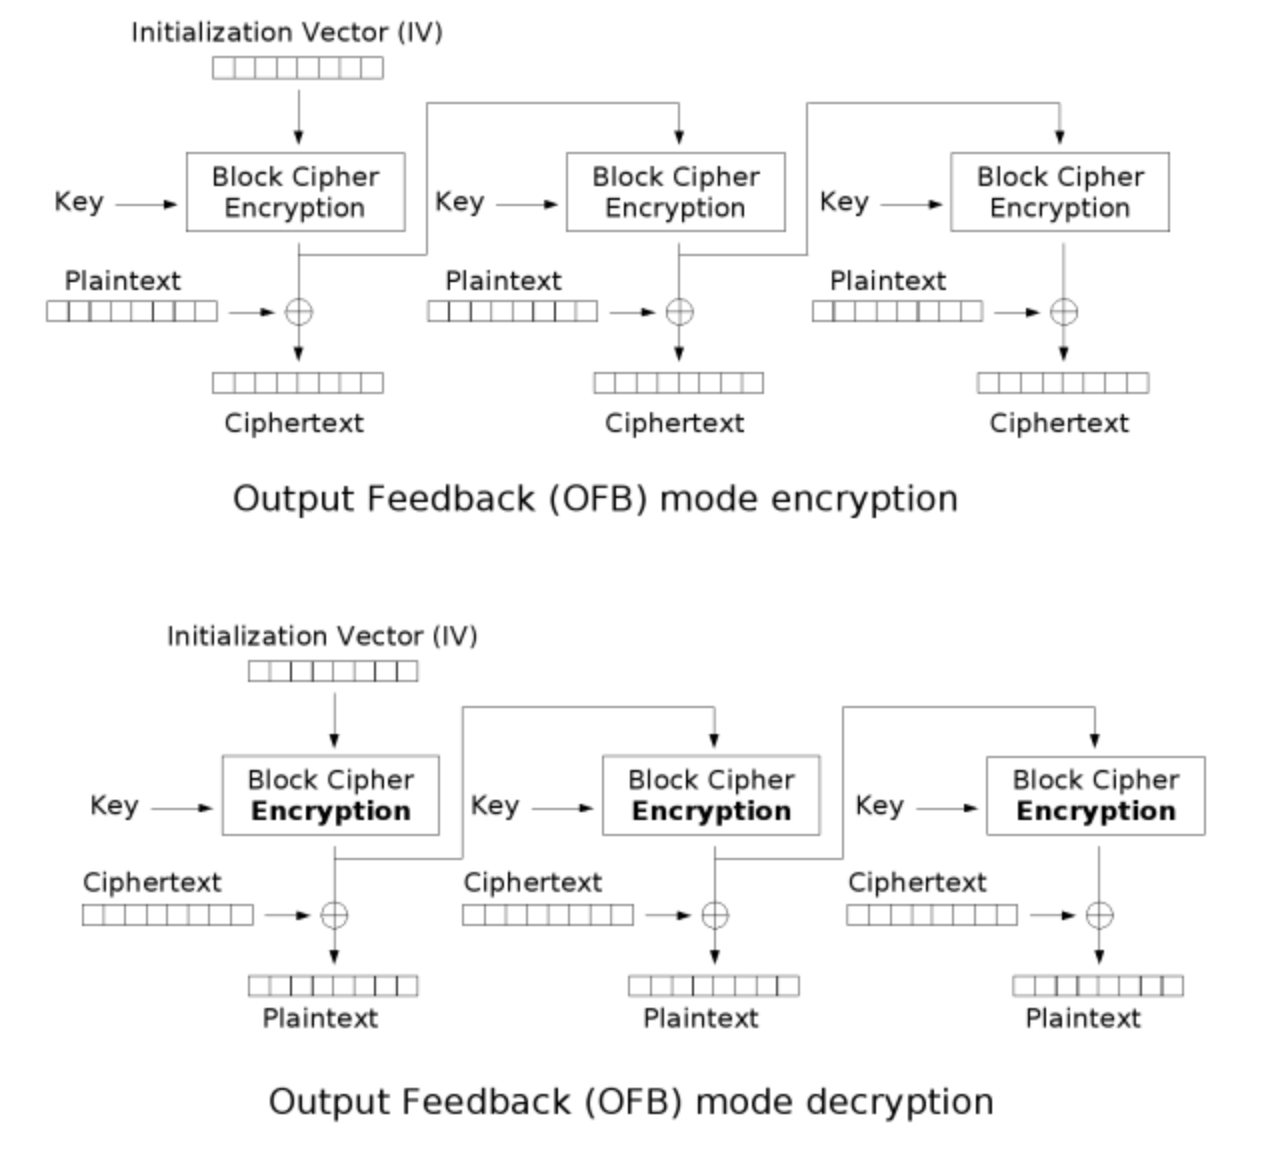 Initialization Vector (IV)
Block Cipher
Encryption
Block Cipher
Encryption
Block Cipher
Encryption
Key
Key
Key
Plaintext
Plaintext
Plaintext
Ciphertext
Ciphertext
Ciphertext
Output Feedback (OFB) mode encryption
Initialization Vector (IV)
Block Cipher
Encryption
Block Cipher
Encryption
Block Cipher
Encryption
Key
Key
Key
Ciphertext
Ciphertext
Ciphertext
Plaintext
Plaintext
Plaintext
Output Feedback (OFB) mode decryption